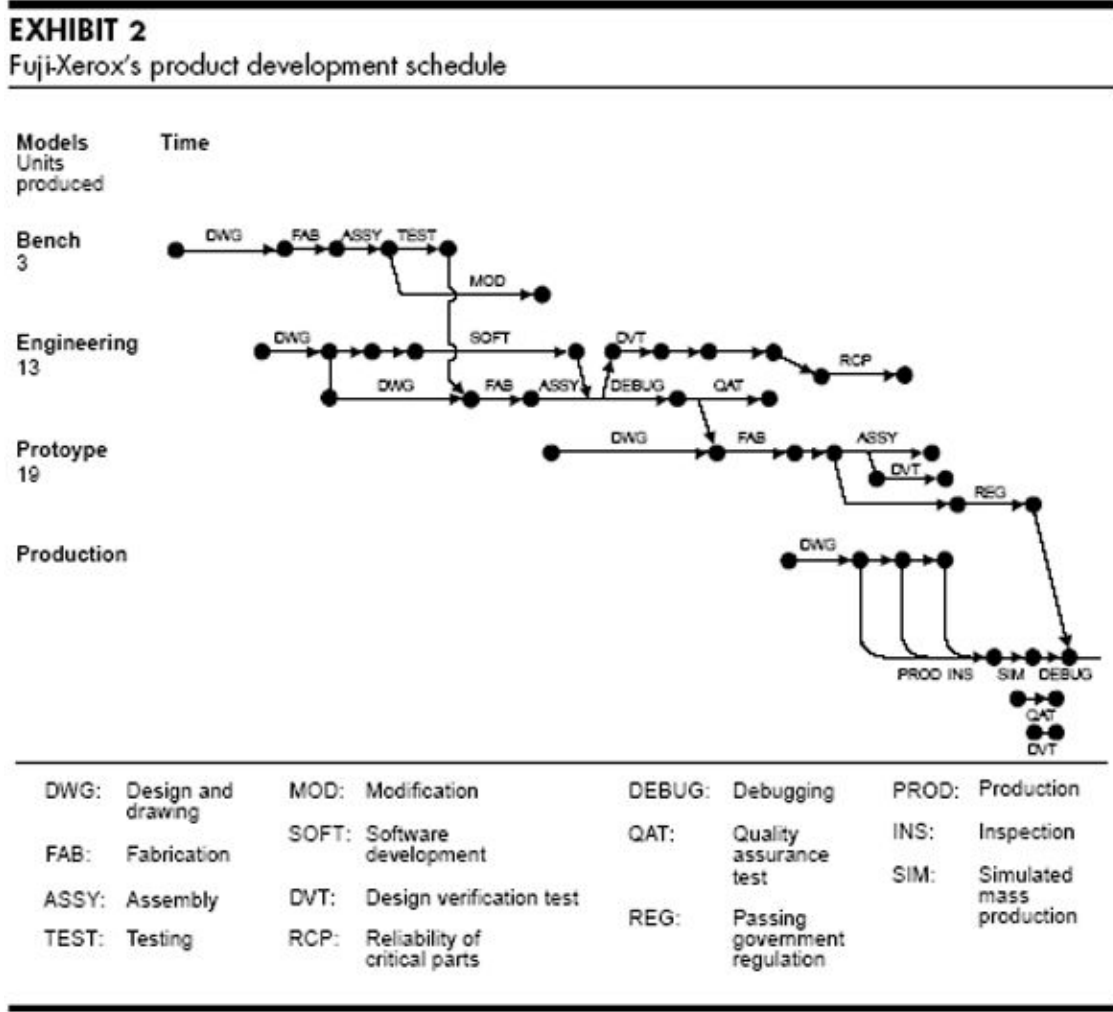 EXHIBIT 2
Fuji-Xerox's product development schedule
Models
Units
produced
Time
Bench
3
DWG FAB ASSY TEST
MOD
Engineering
13
DWG SOFT DVT
RCP
DWG FAB ASSY DEBUG QAT
Protoype
19
DWG FAB ASSY
DVT
REG
Production
DWG
PROD INS SIM DEBUG
QAT
DVT
DWG: Design and
drawing
FAB: Fabrication
ASSY: Assembly
TEST: Testing
MOD: Modification
SOFT: Software
development
DVT: Design verification test
RCP: Reliability of
critical parts
DEBUG: Debugging
QAT: Quality
assurance
test
REG: Passing
government
regulation
PROD: Production
INS: Inspection
SIM: Simulated
mass
production